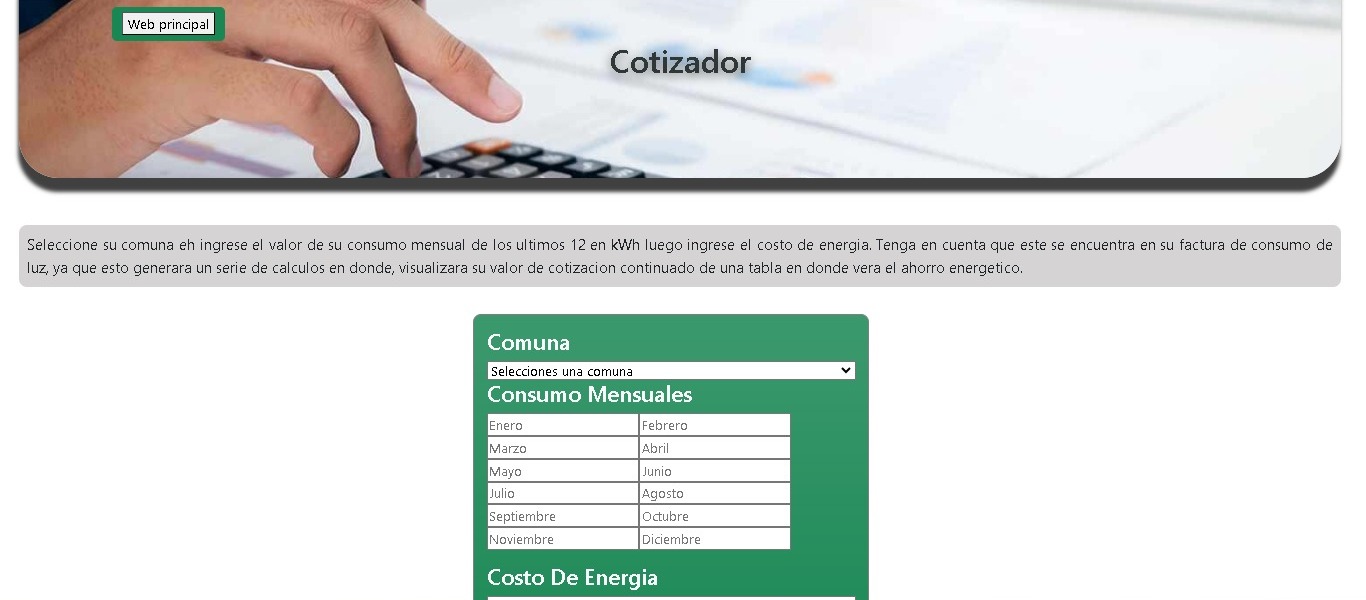 Web principal
Cotizador
Seleccione su comuna eh ingrese el valor de su consumo mensual de los ultimos 12 en kWh luego ingrese el costo de energia. Tenga en cuenta que este se encuentra en su factura de consumo de
luz, ya que esto generara un serie de calculos en donde, visualizara su valor de cotizacion continuado de una tabla en donde vera el ahorro energetico.
Comuna
Selecciones una comuna
Consumo Mensuales
Enero Febrero
Marzo Abril
Mayo Junio
Julio Agosto
Septiembre Octubre
Noviembre Diciembre
Costo De Energia